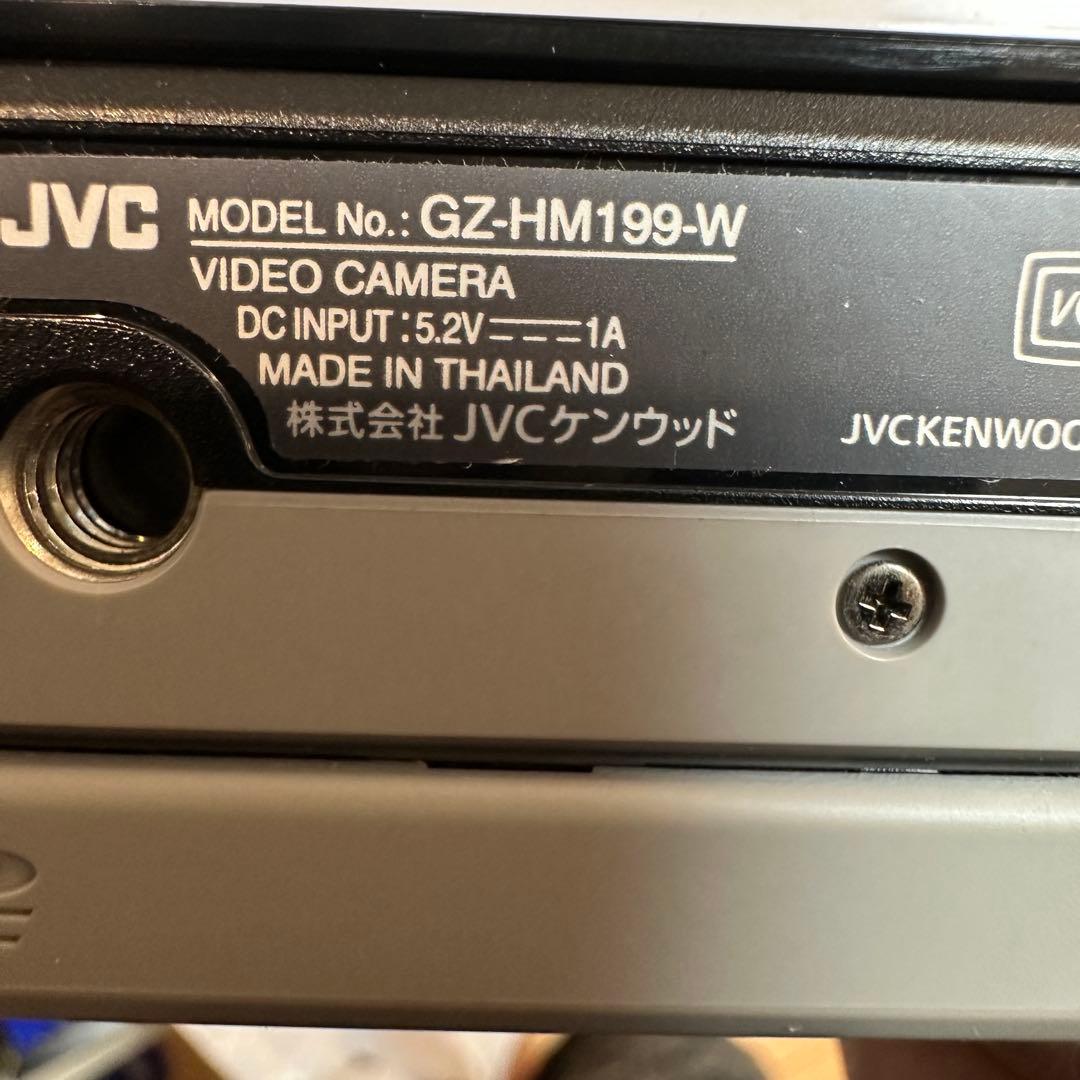 JVC
MODEL No.: GZ-HM199-W
VIDEO CAMERA
DC INPUT : 5.2V⎓1A
MADE IN THAILAND
株式会社 JVCケンウッド
JVCKENWOO